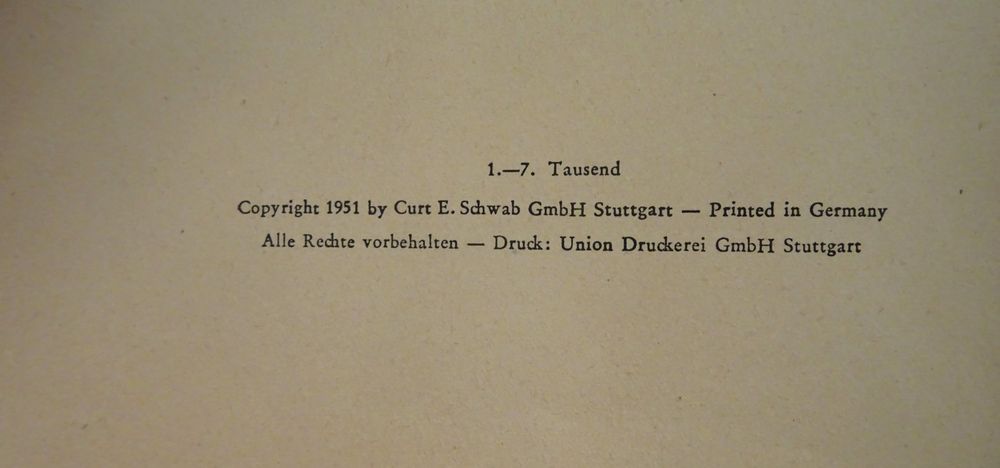 1.—7. Tausend
Copyright 1951 by Curt E. Schwab GmbH Stuttgart — Printed in Germany
Alle Rechte vorbehalten — Druck: Union Druckerei GmbH Stuttgart